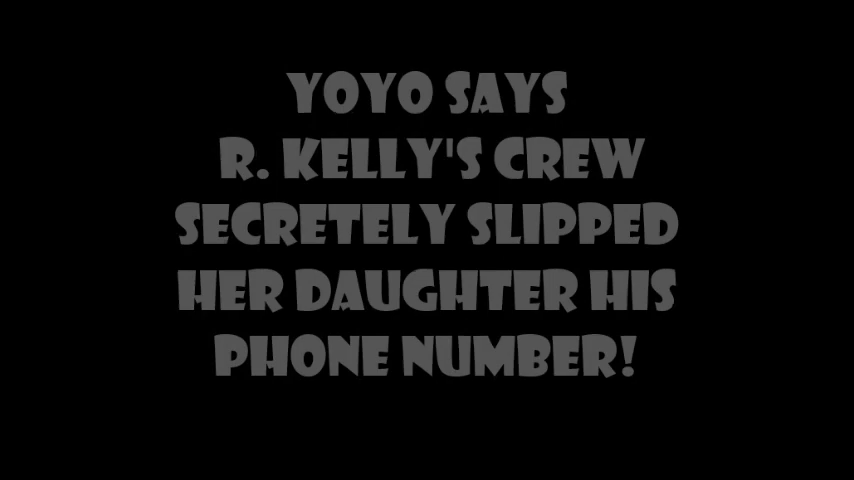 YOYO SAYS
R. KELLY'S CREW
SECRETELY SLIPPED
HER DAUGHTER HIS
PHONE NUMBER!